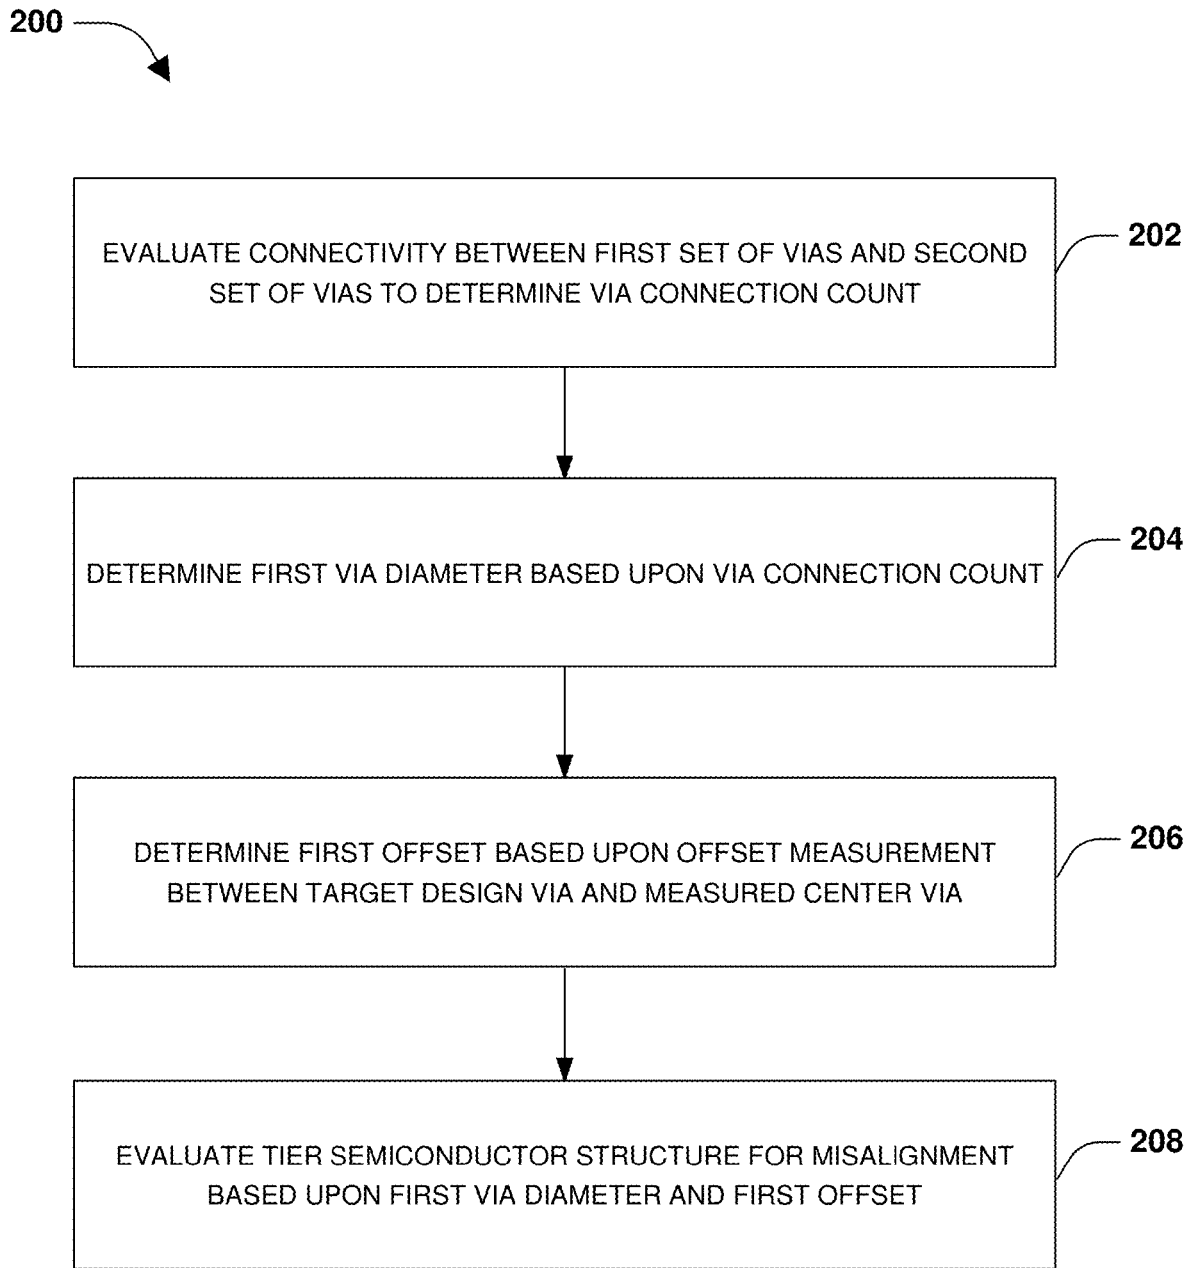 200
EVALUATE CONNECTIVITY BETWEEN FIRST SET OF VIAS AND SECOND
SET OF VIAS TO DETERMINE VIA CONNECTION COUNT
202
DETERMINE FIRST VIA DIAMETER BASED UPON VIA CONNECTION COUNT
204
DETERMINE FIRST OFFSET BASED UPON OFFSET MEASUREMENT
BETWEEN TARGET DESIGN VIA AND MEASURED CENTER VIA
206
EVALUATE TIER SEMICONDUCTOR STRUCTURE FOR MISALIGNMENT
BASED UPON FIRST VIA DIAMETER AND FIRST OFFSET
208